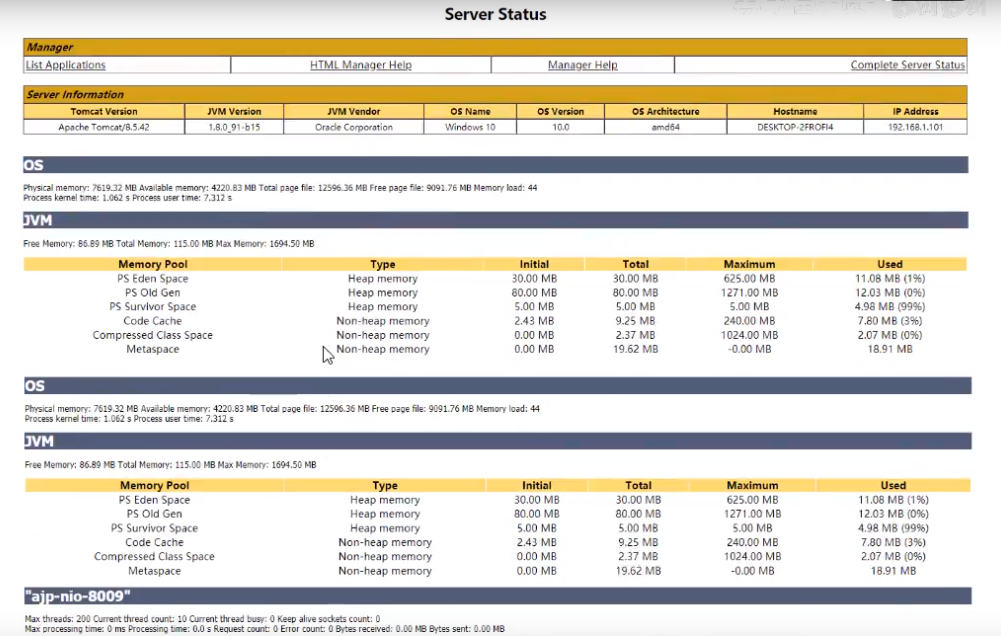 Server Status
Manager
List Applications HTML Manager Help Manager Help Complete Server Status
Server Information
Tomcat Version JVM Version JVM Vendor OS Name OS Version OS Architecture Hostname IP Address
Apache Tomcat/8.5.42 1.8.0_91-b15 Oracle Corporation Windows 10 10.0 amd64 DESKTOP-2FROFI4 192.168.1.101
OS
Physical memory: 7619.32 MB Available memory: 4220.83 MB Total page file: 12596.36 MB Free page file: 9091.76 MB Memory load: 44
Process kernel time: 1.062 s Process user time: 7.312 s
JVM
Free Memory: 86.89 MB Total Memory: 115.00 MB Max Memory: 1694.50 MB
Memory Pool Type Initial Total Maximum Used
PS Eden Space Heap memory 30.00 MB 30.00 MB 625.00 MB 11.08 MB (1%)
PS Old Gen Heap memory 80.00 MB 80.00 MB 1271.00 MB 12.03 MB (0%)
PS Survivor Space Heap memory 5.00 MB 5.00 MB 5.00 MB 4.98 MB (99%)
Code Cache Non-heap memory 2.43 MB 9.25 MB 240.00 MB 7.80 MB (3%)
Compressed Class Space Non-heap memory 0.00 MB 2.37 MB 1024.00 MB 2.07 MB (0%)
Metaspace Non-heap memory 0.00 MB 19.62 MB -0.00 MB 18.91 MB
OS
Physical memory: 7619.32 MB Available memory: 4220.83 MB Total page file: 12596.36 MB Free page file: 9091.76 MB Memory load: 44
Process kernel time: 1.062 s Process user time: 7.312 s
JVM
Free Memory: 86.89 MB Total Memory: 115.00 MB Max Memory: 1694.50 MB
Memory Pool Type Initial Total Maximum Used
PS Eden Space Heap memory 30.00 MB 30.00 MB 625.00 MB 11.08 MB (1%)
PS Old Gen Heap memory 80.00 MB 80.00 MB 1271.00 MB 12.03 MB (0%)
PS Survivor Space Heap memory 5.00 MB 5.00 MB 5.00 MB 4.98 MB (99%)
Code Cache Non-heap memory 2.43 MB 9.25 MB 240.00 MB 7.80 MB (3%)
Compressed Class Space Non-heap memory 0.00 MB 2.37 MB 1024.00 MB 2.07 MB (0%)
Metaspace Non-heap memory 0.00 MB 19.62 MB -0.00 MB 18.91 MB
"ajp-nio-8009"
Max threads: 200 Current thread count: 10 Current thread busy: 0 Keep alive sockets count: 0
Max processing time: 0 ms Processing time: 0.0 s Request count: 0 Error count: 0 Bytes received: 0.00 MB Bytes sent: 0.00 MB